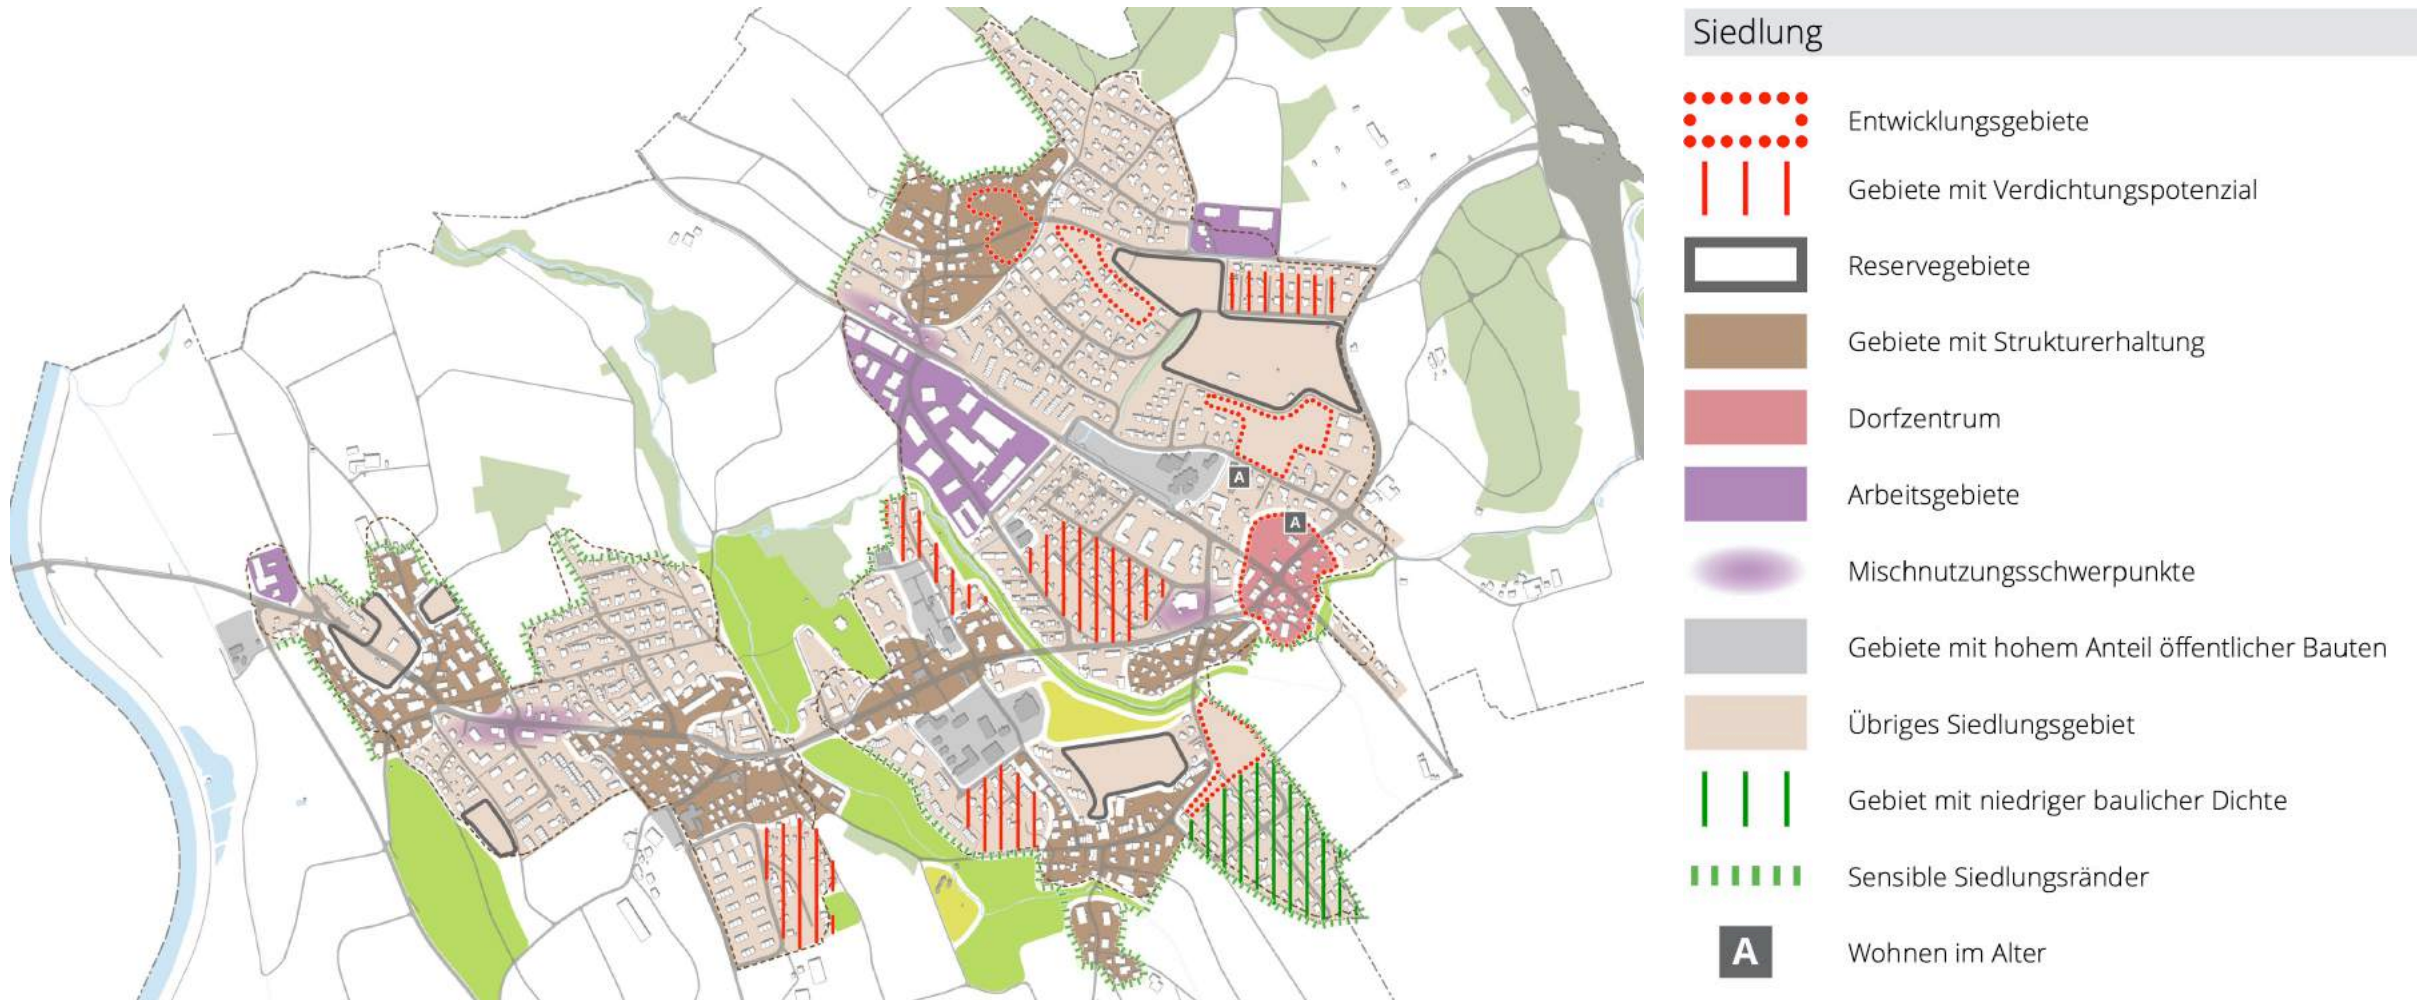 Siedlung
Entwicklungsgebiete
Gebiete mit Verdichtungspotenzial
Reservegebiete
Gebiete mit Strukturerhaltung
Dorfzentrum
Arbeitsgebiete
Mischnutzungsschwerpunkte
Gebiete mit hohem Anteil öffentlicher Bauten
Übriges Siedlungsgebiet
Gebiet mit niedriger baulicher Dichte
Sensible Siedlungsränder
A Wohnen im Alter
A
A